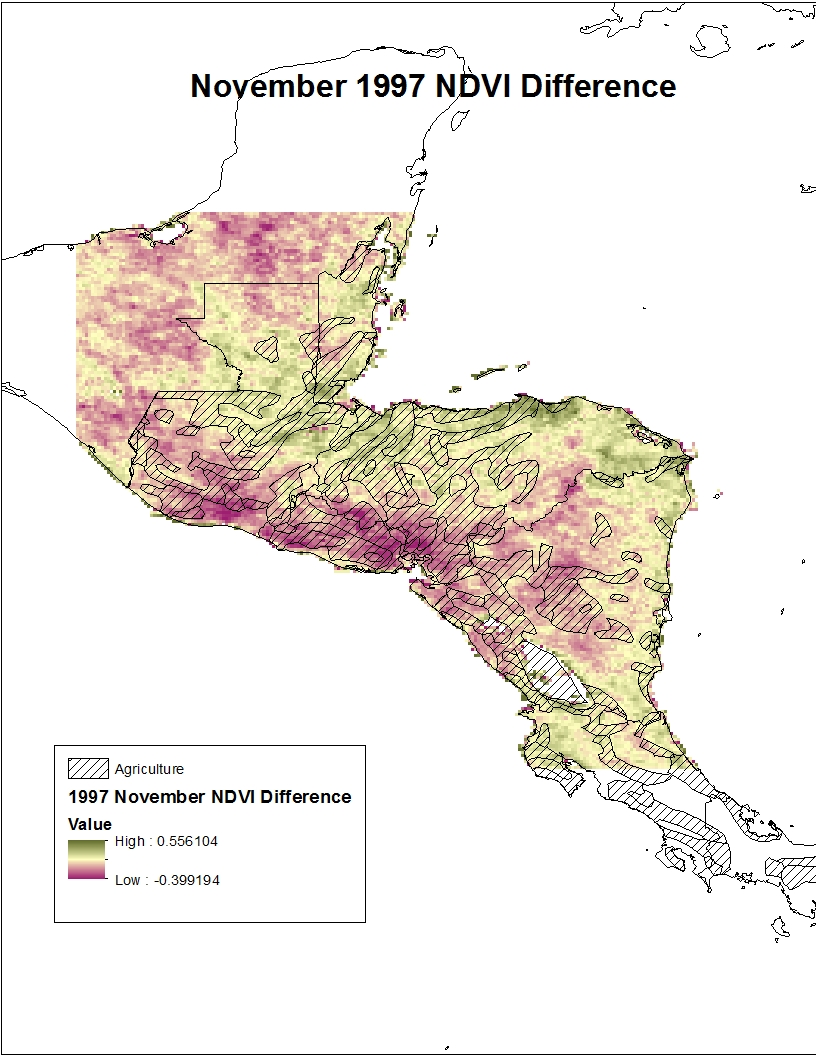 November 1997 NDVI Difference
Agriculture
1997 November NDVI Difference
Value
High : 0.556104
Low : -0.399194